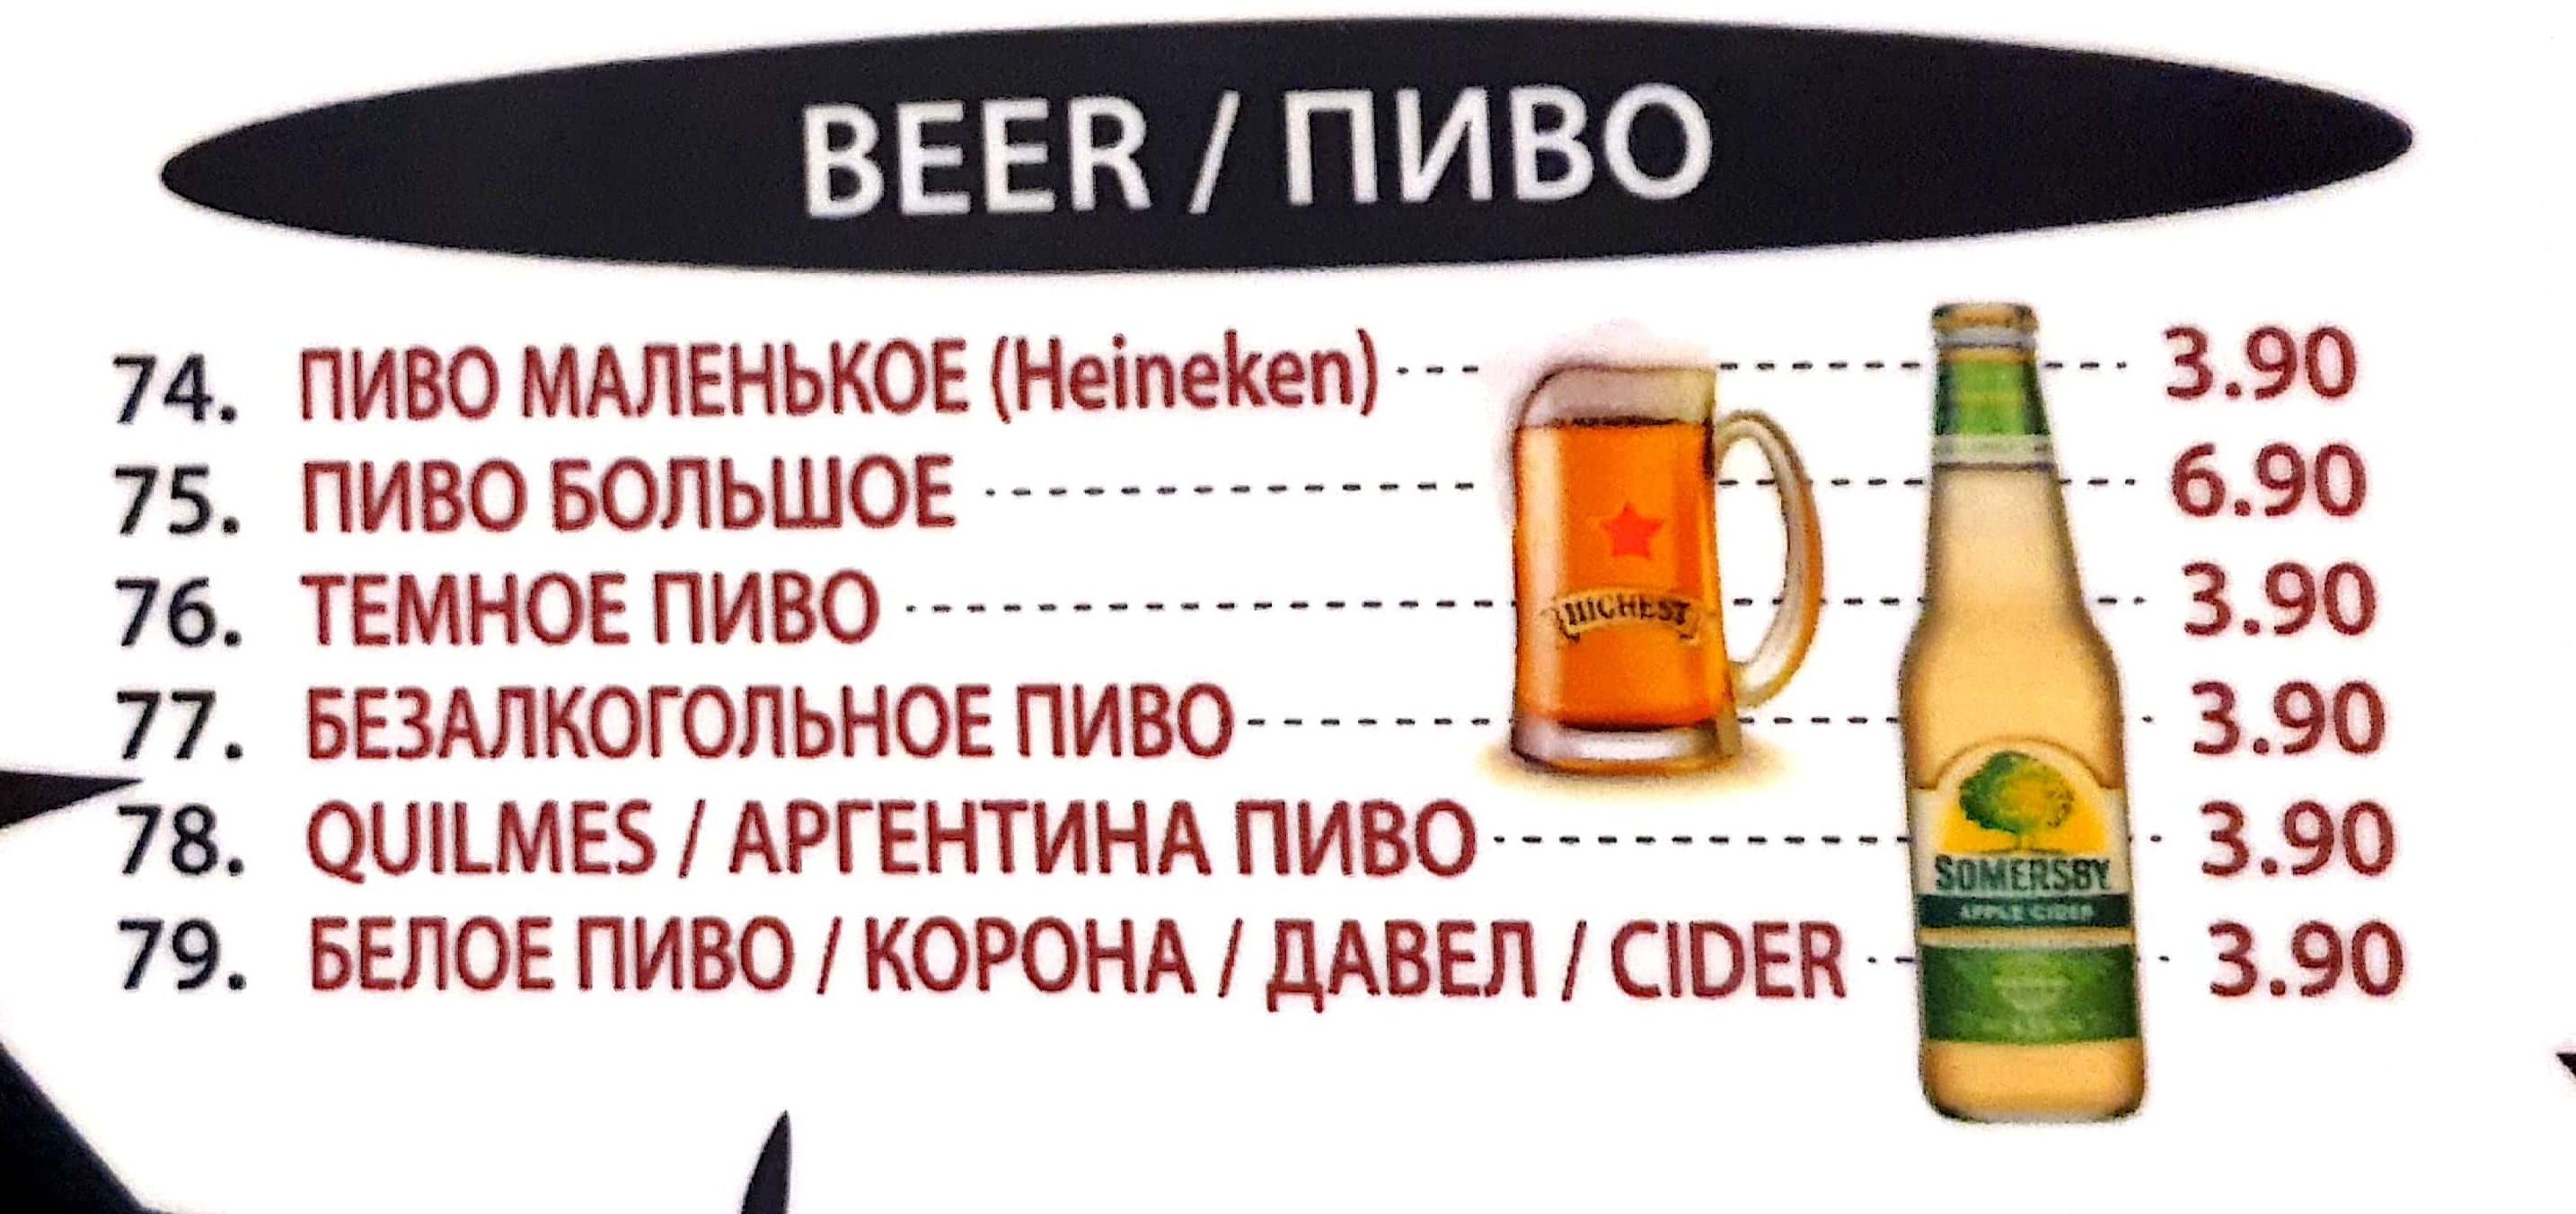 BEER / ПИВО
74. ПИВО МАЛЕНЬКОЕ (Heineken) --- 3.90
75. ПИВО БОЛЬШОЕ --- 6.90
76. ТЕМНОЕ ПИВО --- 3.90
77. БЕЗАЛКОГОЛЬНОЕ ПИВО --- 3.90
78. QUILMES / АРГЕНТИНА ПИВО --- 3.90
79. БЕЛОЕ ПИВО / КОРОНА / ДАВЕЛ / CIDER --- 3.90
HICHEST
SOMERSBY
APPLE CIDER